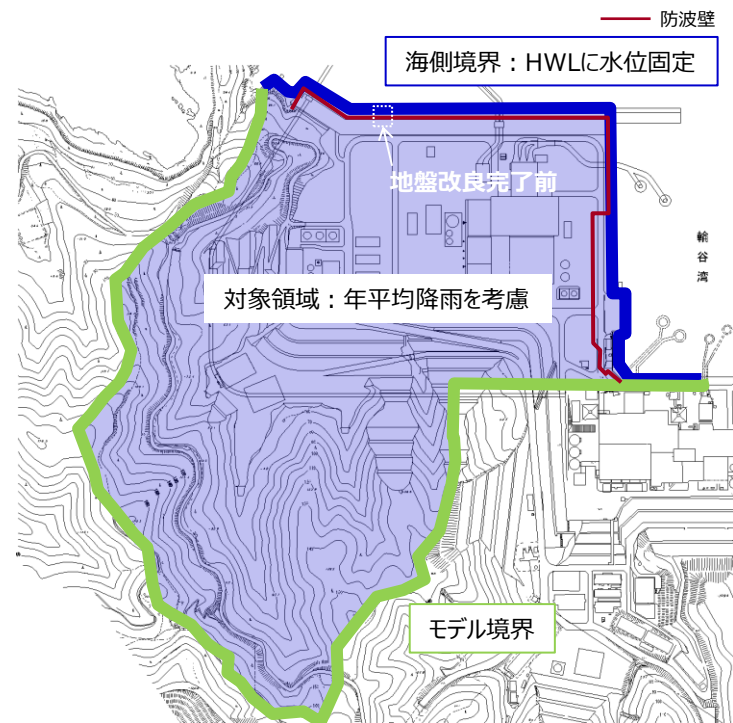 防波壁
海側境界：HWLに水位固定
地盤改良完了前
輪谷湾
対象領域：年平均降雨を考慮
モデル境界